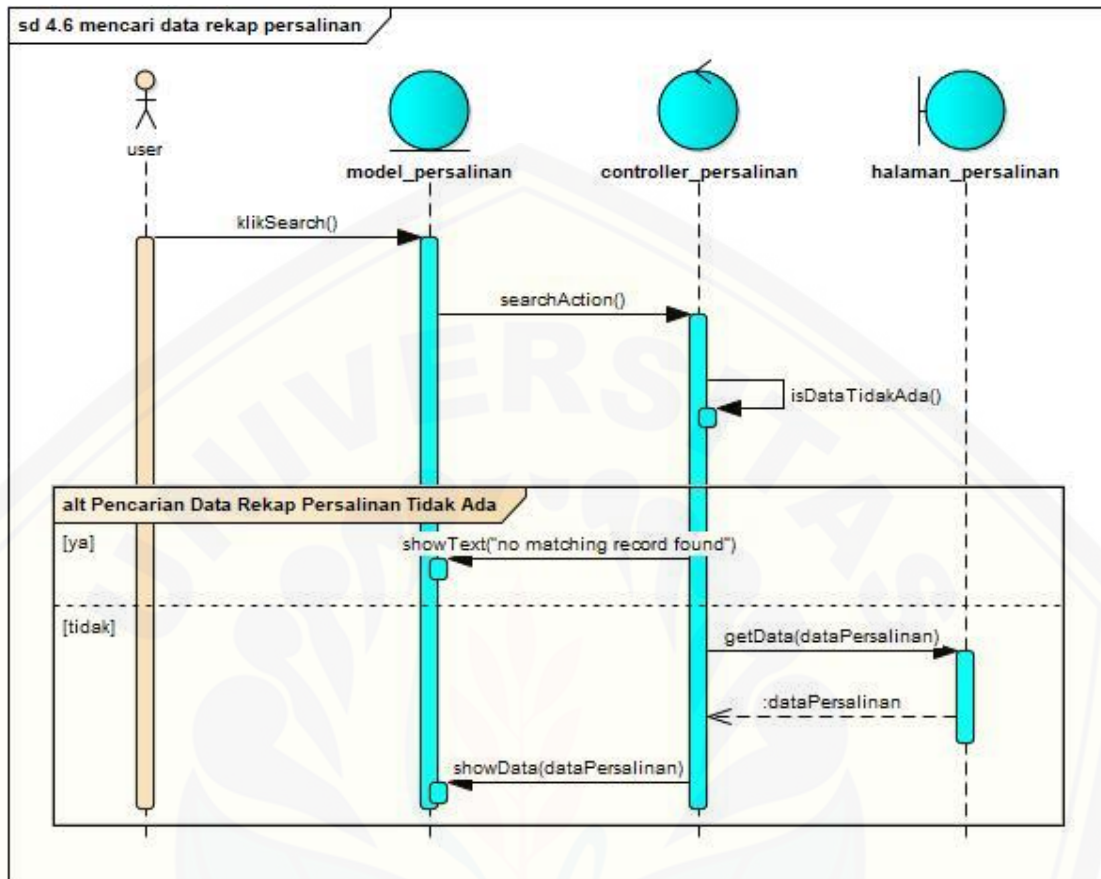 sd 4.6 mencari data rekap persalinan
user
model_persalinan
controller_persalinan
halaman_persalinan
klikSearch()
searchAction()
isDataTidakAda()
alt Pencarian Data Rekap Persalinan Tidak Ada
[ya]
showText("no matching record found")
[tidak]
getData(dataPersalinan)
:dataPersalinan
showData(dataPersalinan)
UNIVERSITAS